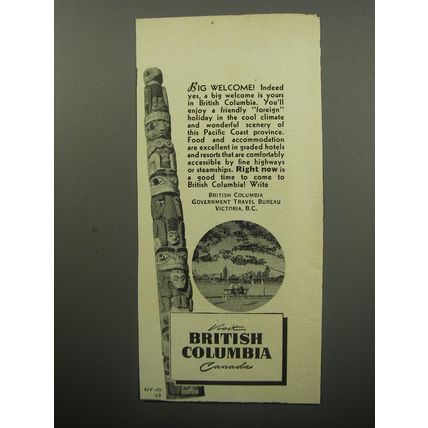 BIG WELCOME! Indeed
yes, a big welcome is yours
in British Columbia. You'll
enjoy a friendly "foreign"
holiday in the cool climate
and wonderful scenery of
this Pacific Coast province.
Food and accommodation
are excellent in graded hotels
and resorts that are comfortably
accessible by fine highways
or steamships. Right now is
a good time to come to
British Columbia! Write
BRITISH COLUMBIA
GOVERNMENT TRAVEL BUREAU
VICTORIA, B.C.
Visit
BRITISH
COLUMBIA
Canada
51